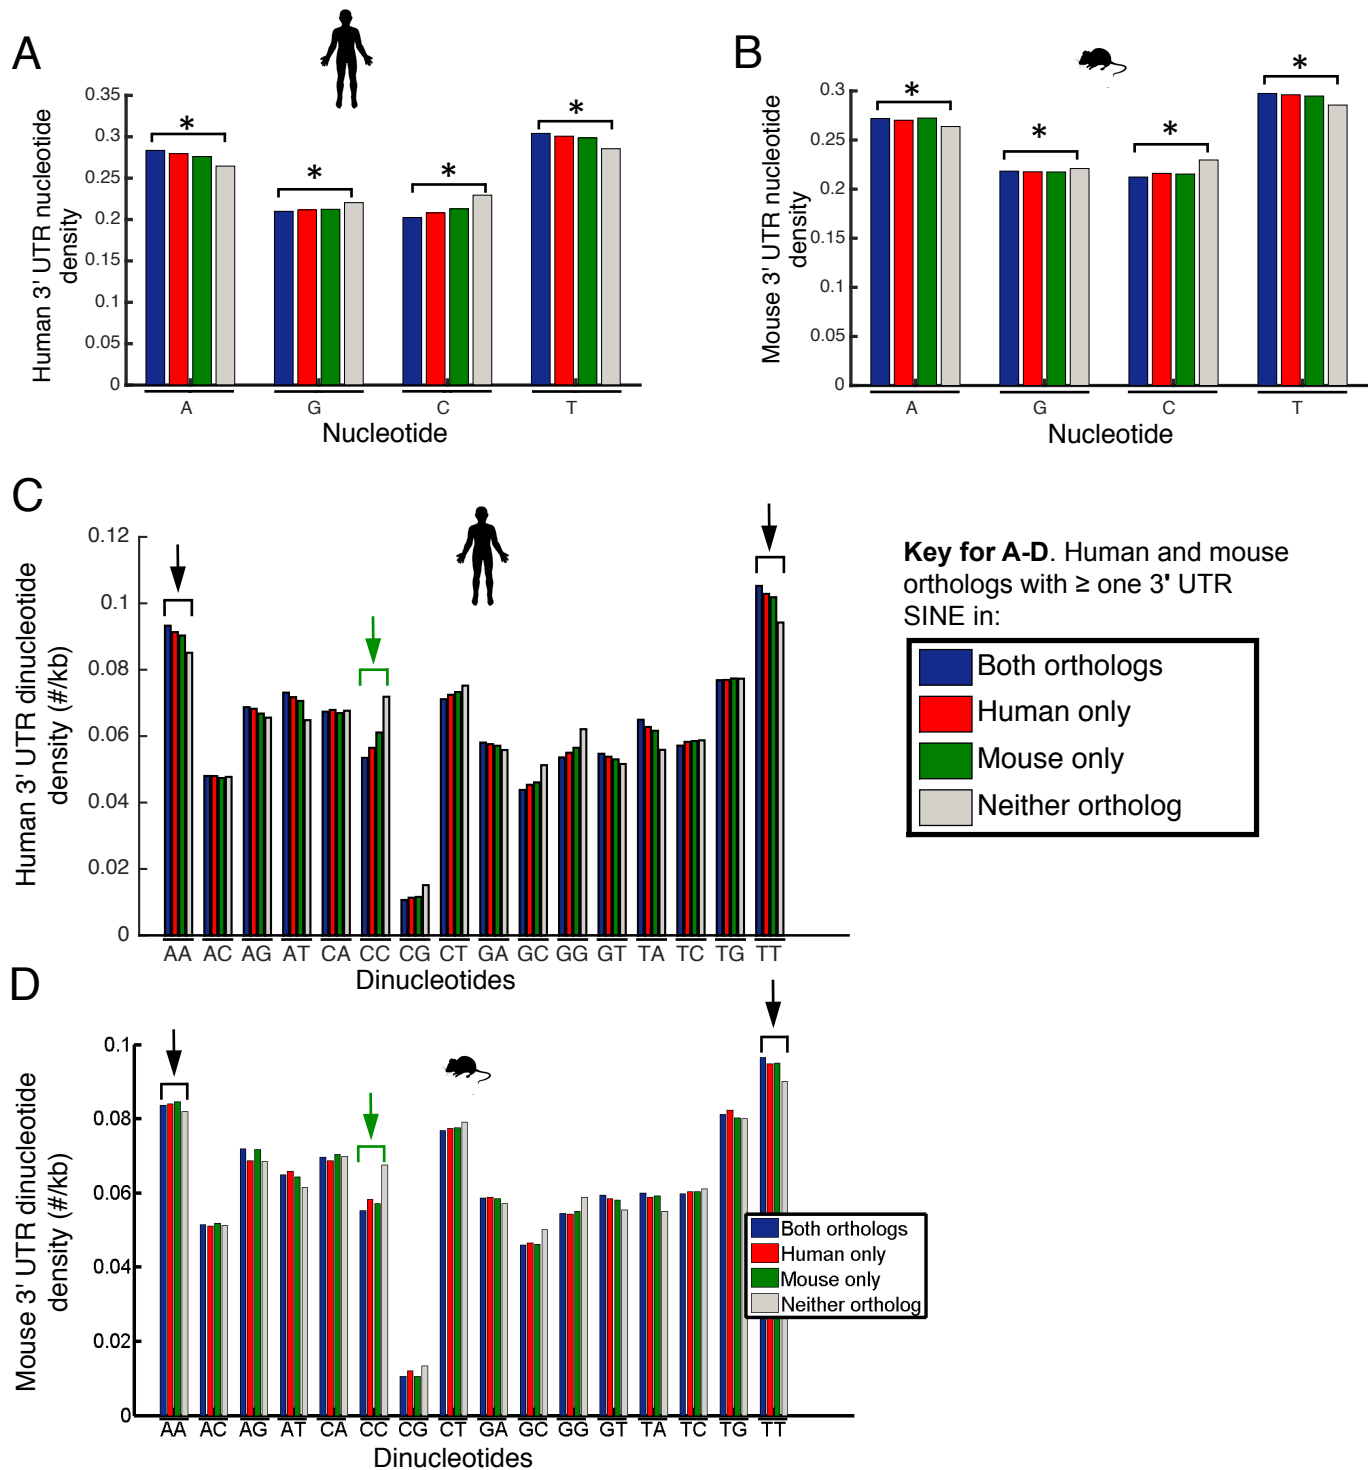 A
Human 3' UTR nucleotide
density
0.35
0.3
0.25
0.2
0.15
0.1
0.05
0
*
*
*
*
A G C T
Nucleotide
B
Mouse 3' UTR nucleotide
density
0.3
0.25
0.2
0.15
0.1
0.05
0
*
*
*
*
A G C T
Nucleotide
C
Human 3' UTR dinucleotide
density (#/kb)
0.12
0.1
0.08
0.06
0.04
0.02
0
AA AC AG AT CA CC CG CT GA GC GG GT TA TC TG TT
Dinucleotides
Key for A-D. Human and mouse
orthologs with ≥ one 3' UTR
SINE in:
Both orthologs
Human only
Mouse only
Neither ortholog
D
Mouse 3' UTR dinucleotide
density (#/kb)
0.1
0.08
0.06
0.04
0.02
0
AA AC AG AT CA CC CG CT GA GC GG GT TA TC TG TT
Dinucleotides
Both orthologs
Human only
Mouse only
Neither ortholog